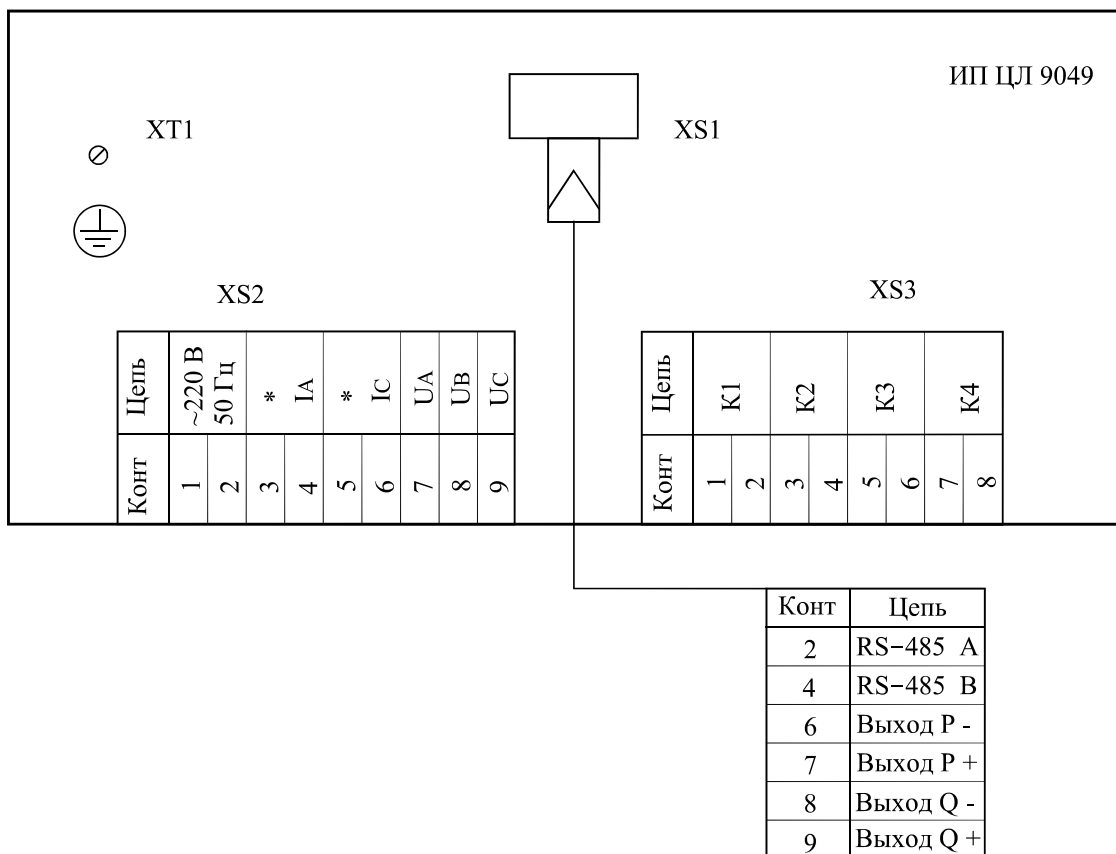 ИП ЦЛ 9049
XT1
XS1
XS2
XS3
Цепь
~220 В
50 Гц
*
IA
*
IC
UA
UB
UC
Конт
1
2
3
4
5
6
7
8
9
Цепь
К1
К2
К3
К4
Конт
1
2
3
4
5
6
7
8
Конт Цепь
2 RS-485 A
4 RS-485 B
6 Выход P -
7 Выход P +
8 Выход Q -
9 Выход Q +